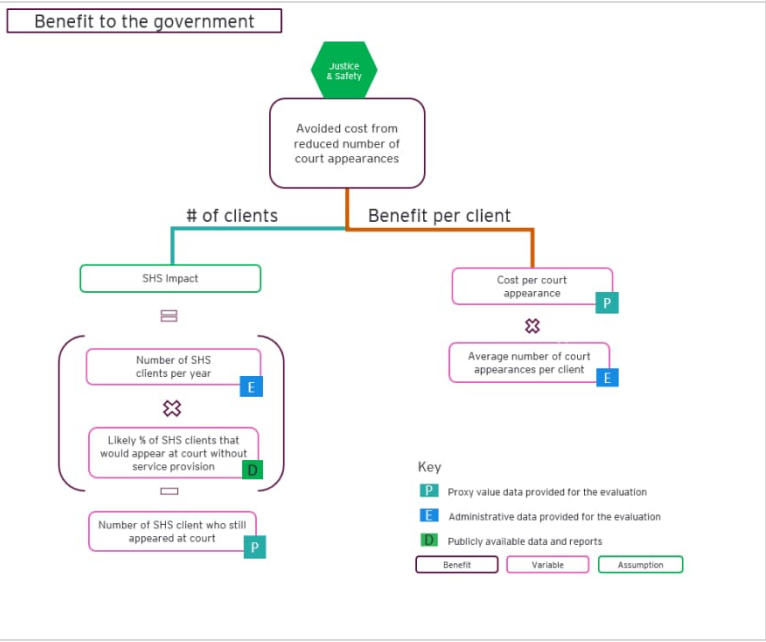 Benefit to the government
Justice
& Safety
Avoided cost from
reduced number of
court appearances
# of clients
Benefit per client
SHS Impact
Number of SHS
clients per year
E
Likely % of SHS clients that
would appear at court without
service provision
D
Number of SHS client who still
appeared at court
P
Cost per court
appearance
P
Average number of court
appearances per client
E
Key
P Proxy value data provided for the evaluation
E Administrative data provided for the evaluation
D Publicly available data and reports
Benefit Variable Assumption